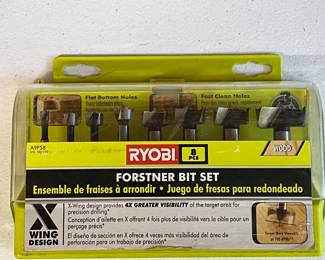 Flat Bottom Holes
Fast Clean Holes
A9FS8
RYOBI
8
PCS
WOOD
FORSTNER BIT SET
Ensemble de fraises à arrondir • Juego de fresas para redondeado
X
WING
DESIGN
X-Wing design provides 4X GREATER VISIBILITY of the target area for
precision drilling*
Conception d'ailette en X offrant 4 fois plus de visibilité vers la cible pour un
perçage précis*
El diseño de sección en X ofrece 4 veces más visibilidad del área de
perforación para un trabajo de precisión*